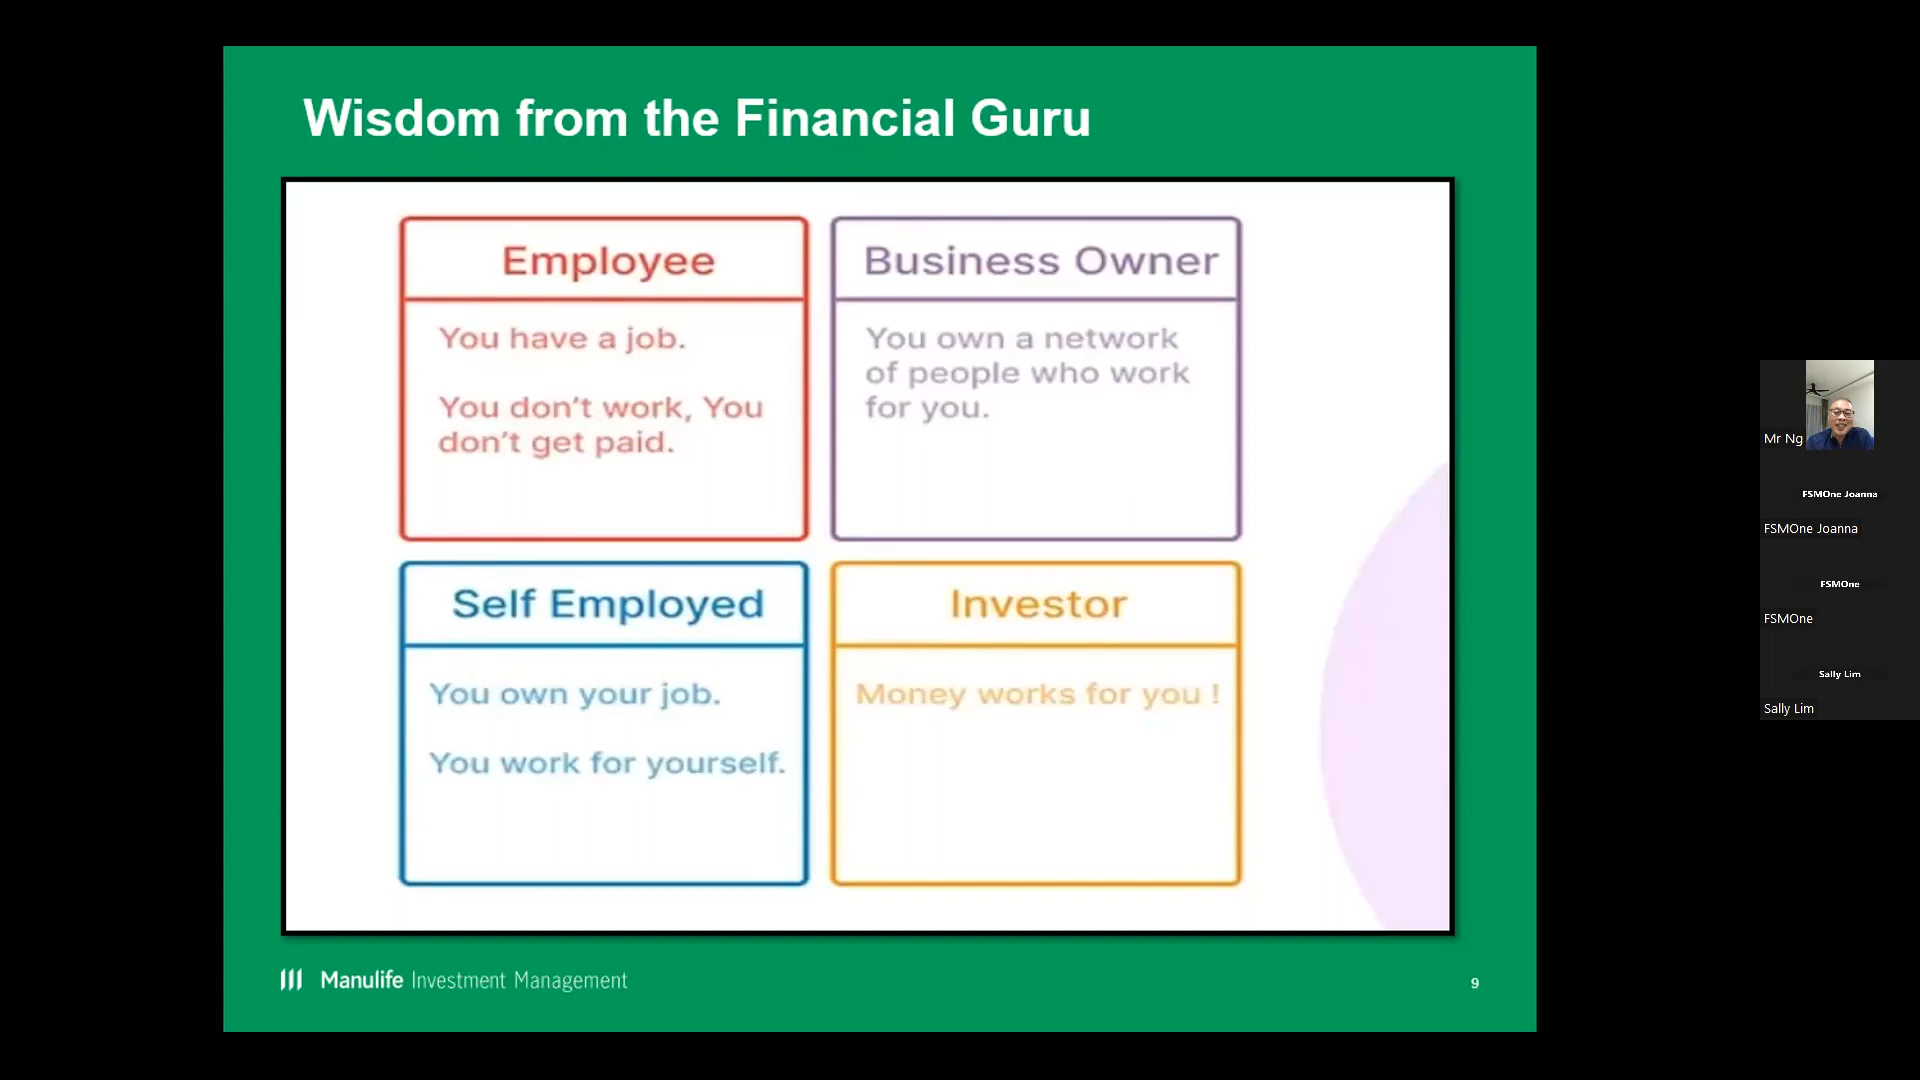 Wisdom from the Financial Guru
Employee
You have a job.
You don't work, You
don't get paid.
Business Owner
You own a network
of people who work
for you.
Self Employed
You own your job.
You work for yourself.
Investor
Money works for you !
Manulife Investment Management
9
Mr Ng
FSMOne Joanna
FSMOne Joanna
FSMOne
FSMOne
Sally Lim
Sally Lim